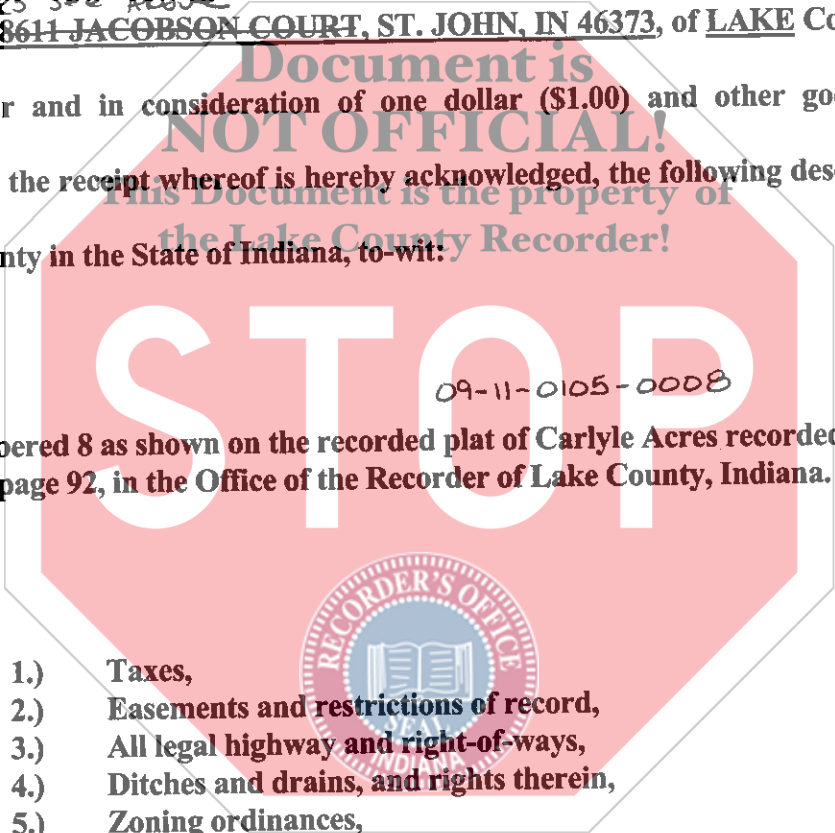 see
8611 JACOBSON COURT, ST. JOHN, IN 46373, of LAKE Co
Document is
r and in consideration of one dollar ($1.00) and other goo
NOT OFFICIAL!
the receipt whereof is hereby acknowledged, the following des
This Document is the property of
the Lake County Recorder!
nty in the State of Indiana, to-wit:
STOP
09-11-0105-0008
bered 8 as shown on the recorded plat of Carlyle Acres recorded
page 92, in the Office of the Recorder of Lake County, Indiana.
RECORDER'S OFFICE
SEAL
INDIANA
1.) Taxes,
2.) Easements and restrictions of record,
3.) All legal highway and right-of-ways,
4.) Ditches and drains, and rights therein,
5.) Zoning ordinances,